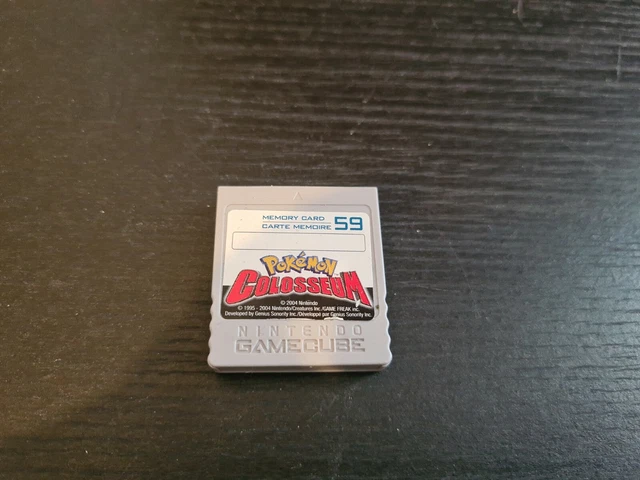 MEMORY CARD 59
CARTE MEMOIRE
POKéMON
COLOSSEUM
© 2004 Nintendo
© 1995 - 2004 Nintendo/Creatures Inc./GAME FREAK inc.
Developed by Genius Sonority Inc./Développé par Genius Sonority Inc.
NINTENDO
GAMECUBE